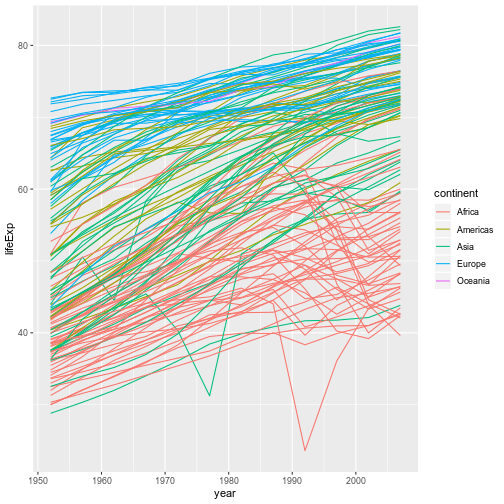 80
60
40
lifeExp
1950
1960
1970
1980
1990
2000
year
continent
Africa
Americas
Asia
Europe
Oceania